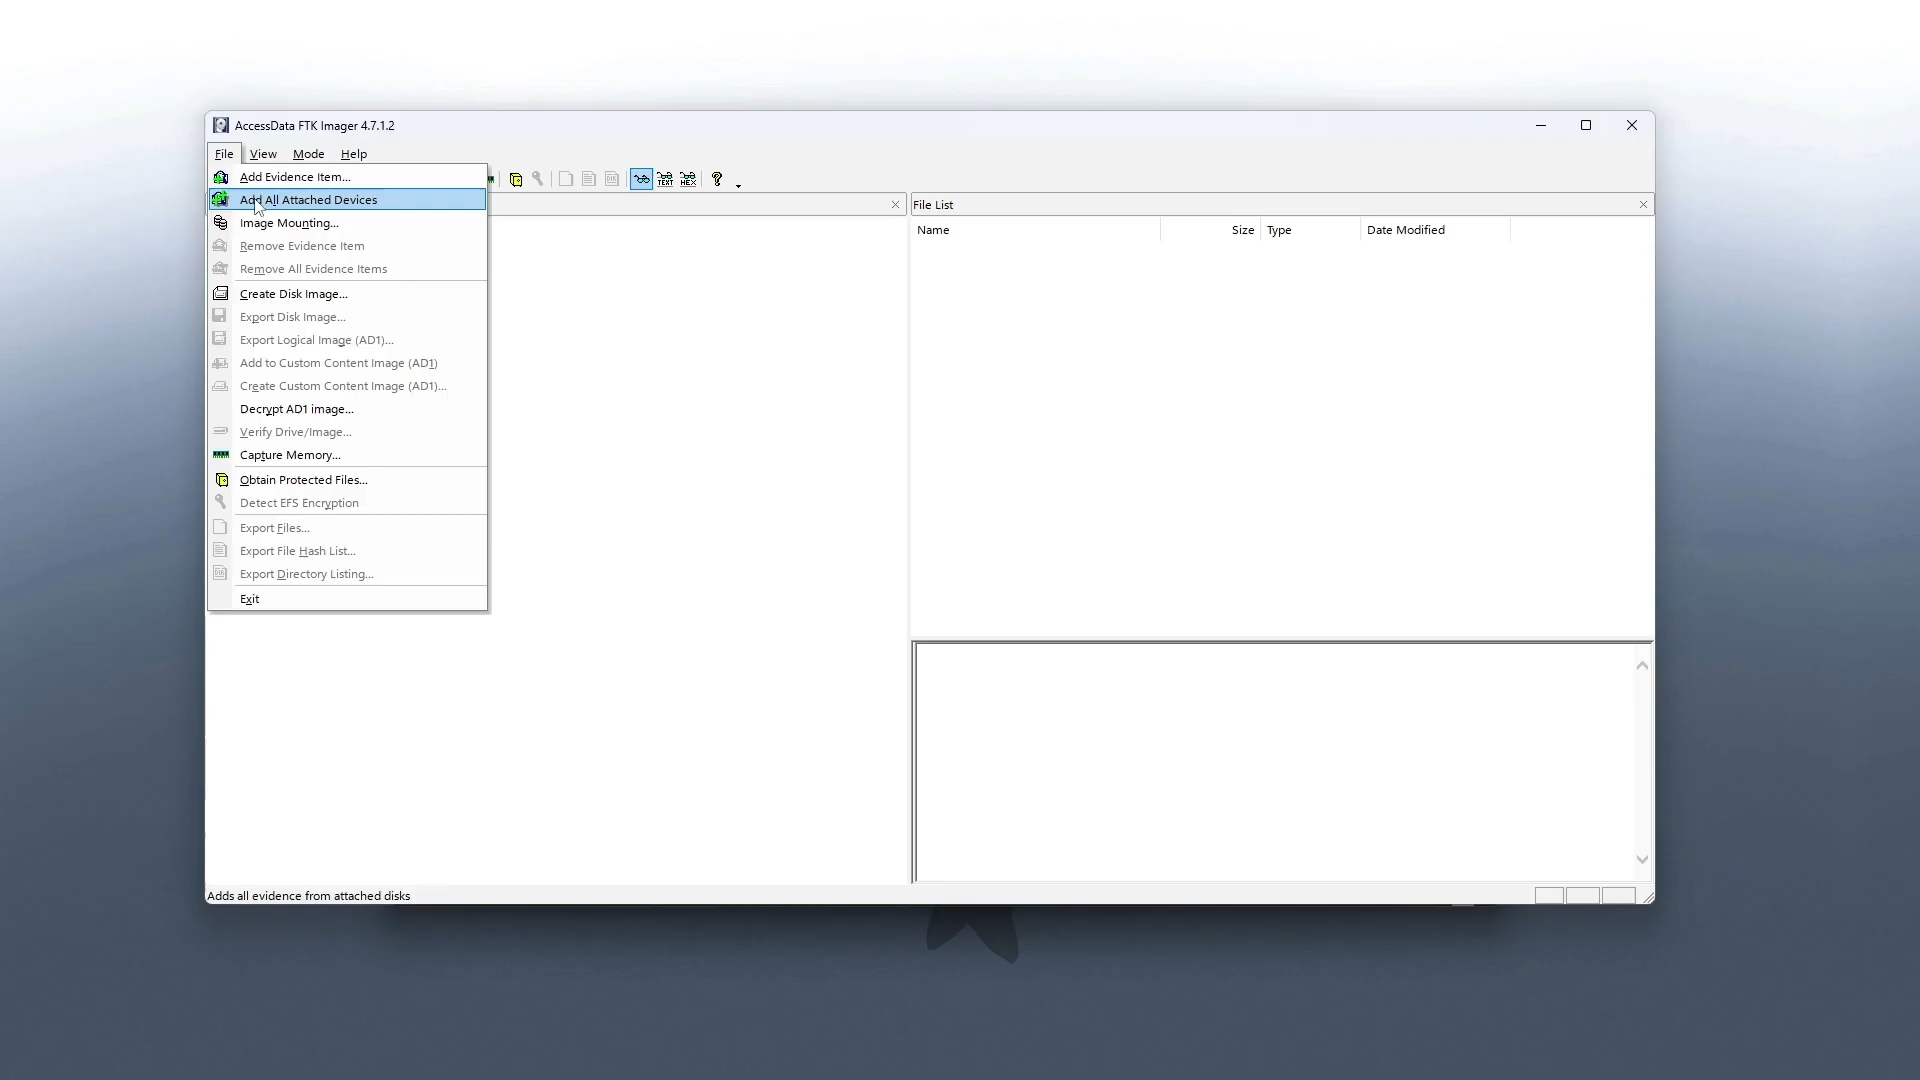 AccessData FTK Imager 4.7.1.2
File View Mode Help
Add Evidence Item...
Add All Attached Devices
Image Mounting...
Remove Evidence Item
Remove All Evidence Items
Create Disk Image...
Export Disk Image...
Export Logical Image (AD1)...
Add to Custom Content Image (AD1)
Create Custom Content Image (AD1)...
Decrypt AD1 image...
Verify Drive/Image...
Capture Memory...
Obtain Protected Files...
Detect EFS Encryption
Export Files...
Export File Hash List...
Export Directory Listing...
Exit
TEXT HEX ?
File List
Name Size Type Date Modified
Adds all evidence from attached disks